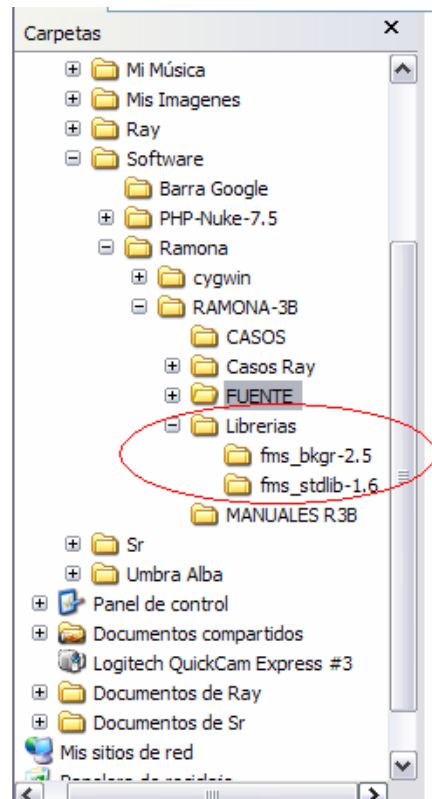 Carpetas
Mi Música
Mis Imagenes
Ray
Software
Barra Google
PHP-Nuke-7.5
Ramona
cygwin
RAMONA-3B
CASOS
Casos Ray
FUENTE
Librerias
fms_bkgr-2.5
fms_stdlib-1.6
MANUALES R3B
Sr
Umbra Alba
Panel de control
Documentos compartidos
Logitech QuickCam Express #3
Documentos de Ray
Documentos de Sr
Mis sitios de red